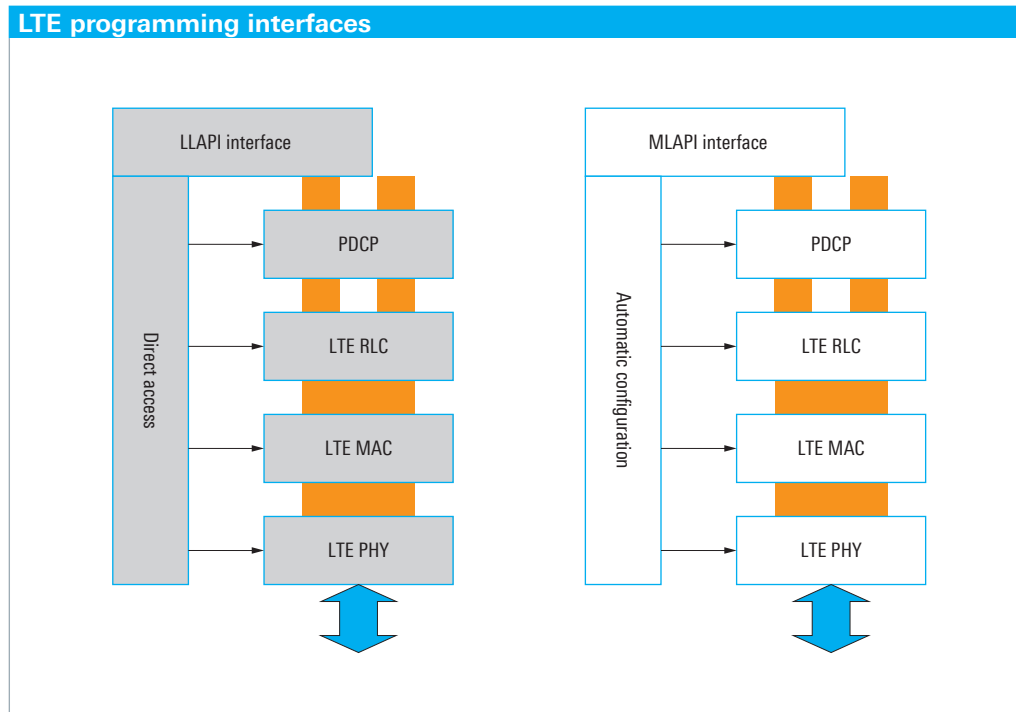 LTE programming interfaces
LLAPI interface
Direct access
PDCP
LTE RLC
LTE MAC
LTE PHY
MLAPI interface
Automatic configuration
PDCP
LTE RLC
LTE MAC
LTE PHY